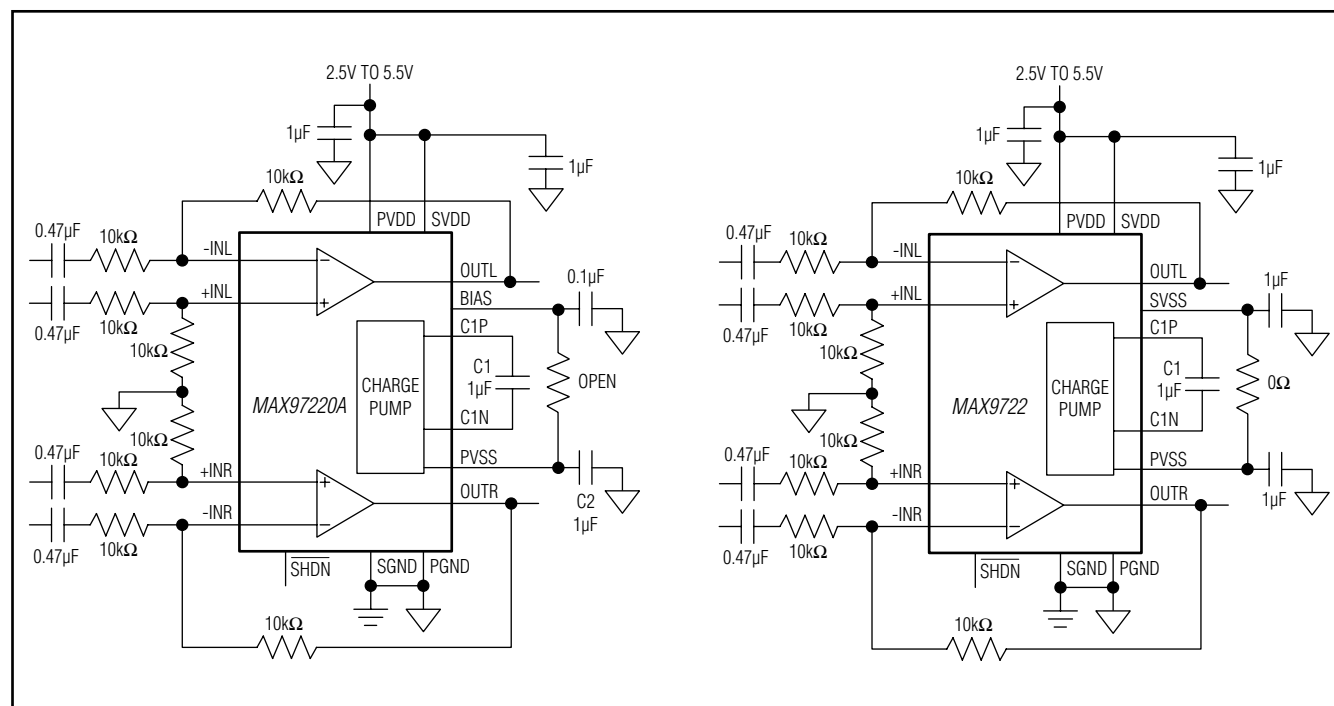 2.5V TO 5.5V
1µF
1µF
10kΩ
PVDD
SVDD
0.47µF
10kΩ
-INL
OUTL
0.1µF
BIAS
10kΩ
+INL
0.47µF
C1P
10kΩ
C1
1µF
OPEN
CHARGE
PUMP
MAX97220A
C1N
10kΩ
0.47µF
10kΩ
+INR
PVSS
OUTR
C2
1µF
-INR
0.47µF
10kΩ
SHDN
SGND
PGND
10kΩ
2.5V TO 5.5V
1µF
1µF
10kΩ
PVDD
SVDD
0.47µF
10kΩ
-INL
OUTL
1µF
SVSS
10kΩ
+INL
0.47µF
C1P
10kΩ
C1
1µF
0Ω
CHARGE
PUMP
MAX9722
C1N
10kΩ
0.47µF
10kΩ
+INR
PVSS
OUTR
1µF
-INR
0.47µF
10kΩ
SHDN
SGND
PGND
10kΩ